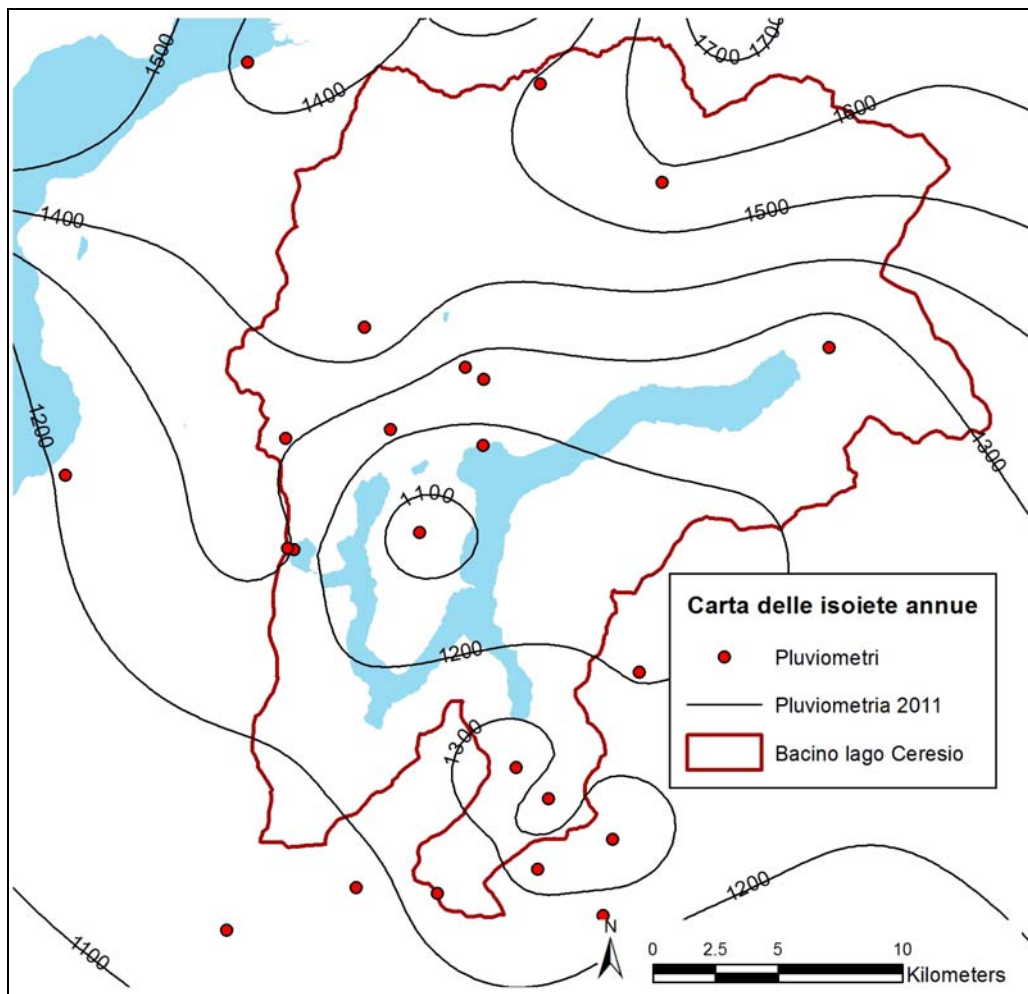 1500
1700
1700
1400
1600
1400
1500
1200
1300
1100
1200
1300
Carta delle isoiete annue
Pluviometri
Pluviometria 2011
Bacino lago Ceresio
1200
1100
N
0 2.5 5 10
Kilometers